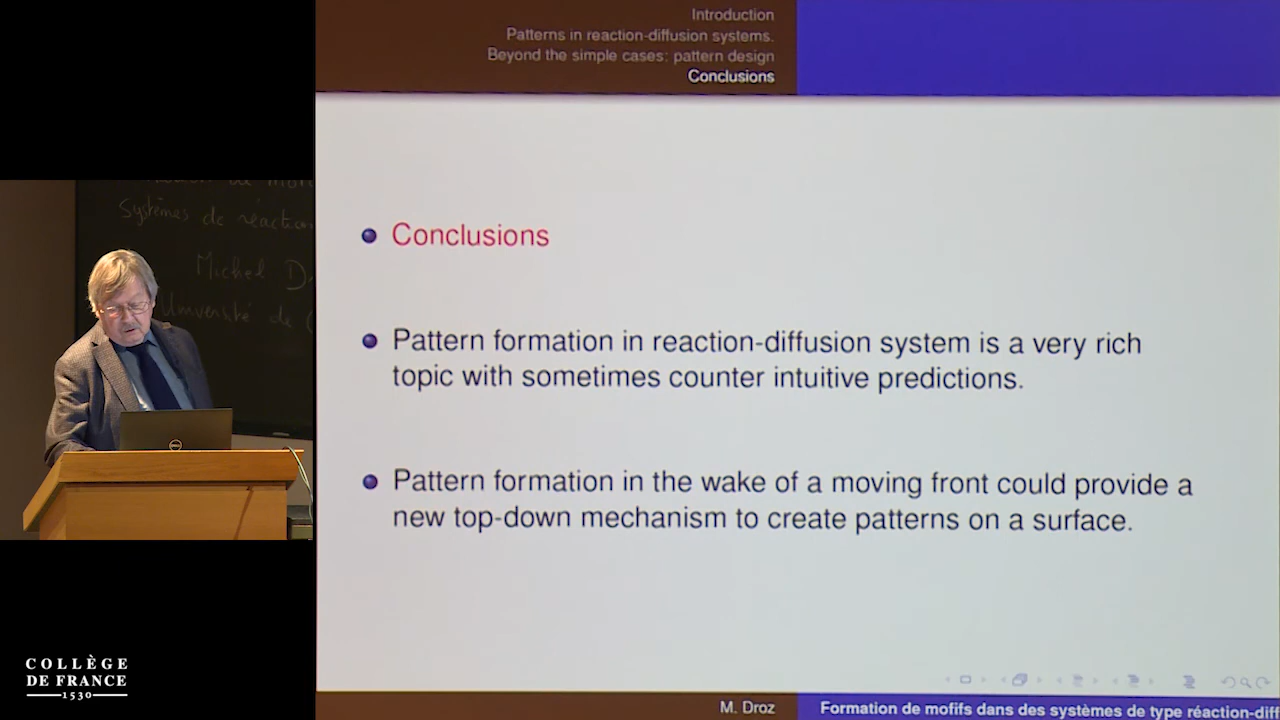 Introduction
Patterns in reaction-diffusion systems.
Beyond the simple cases: pattern design
Conclusions
Conclusions
Pattern formation in reaction-diffusion system is a very rich
topic with sometimes counter intuitive predictions.
Pattern formation in the wake of a moving front could provide a
new top-down mechanism to create patterns on a surface.
M. Droz
Formation de mofifs dans des systèmes de type réaction-diff
Systèmes de réaction
Michel D
Université de
DELL
COLLÈGE
DE FRANCE
1530